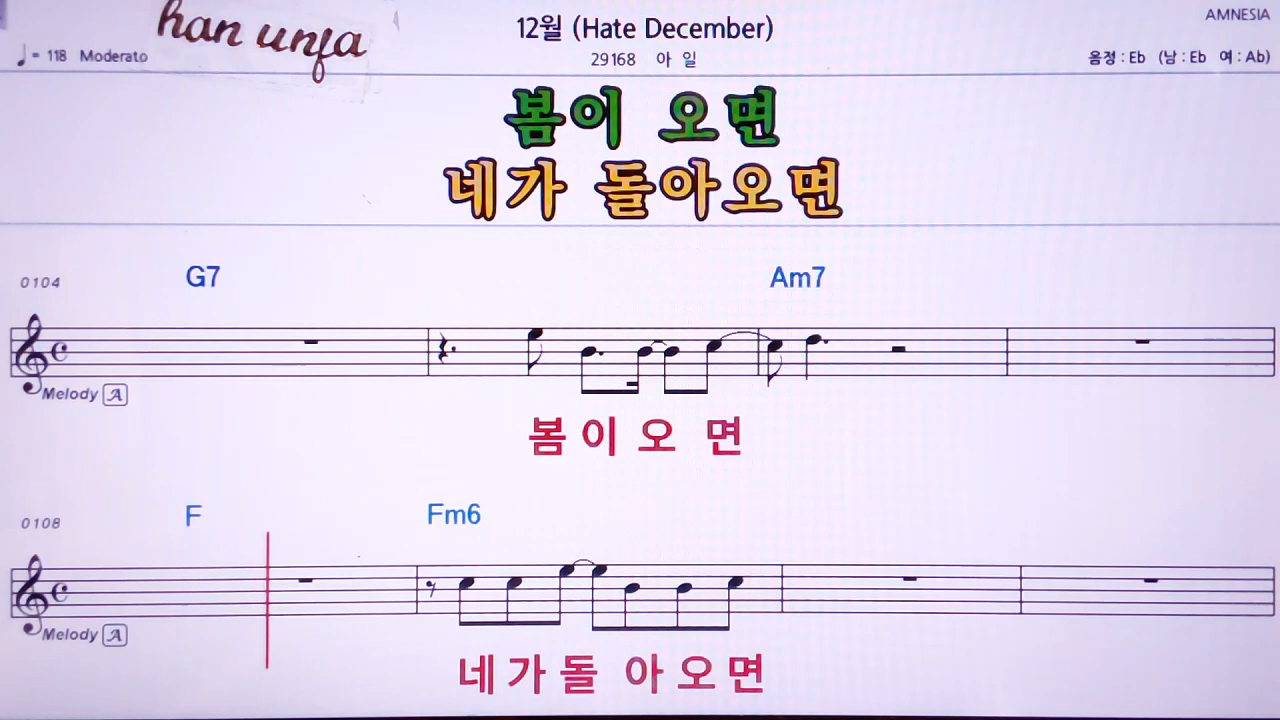 han unja
12월 (Hate December)
AMNESIA
♩= 118 Moderato
29168 아 일
음정 : Eb (남 : Eb 여 : Ab)
봄이 오면
네가 돌아오면
0104 G7 Am7
Melody A
봄 이 오 면
0108 F Fm6
Melody A
네 가 돌 아 오 면